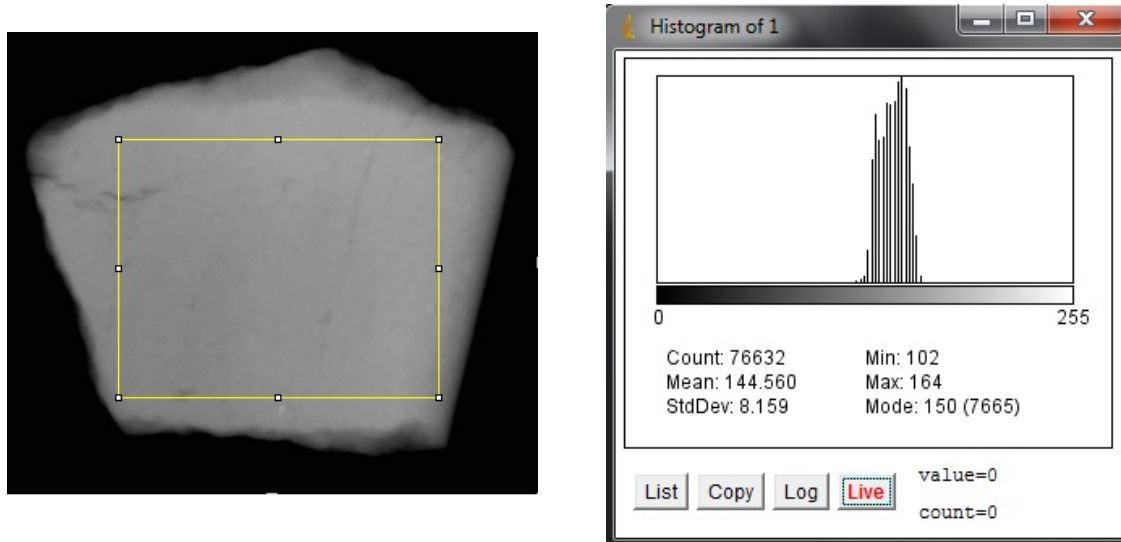 Histogram of 1
0 255
Count: 76632 Min: 102
Mean: 144.560 Max: 164
StdDev: 8.159 Mode: 150 (7665)
List Copy Log Live value=0
count=0